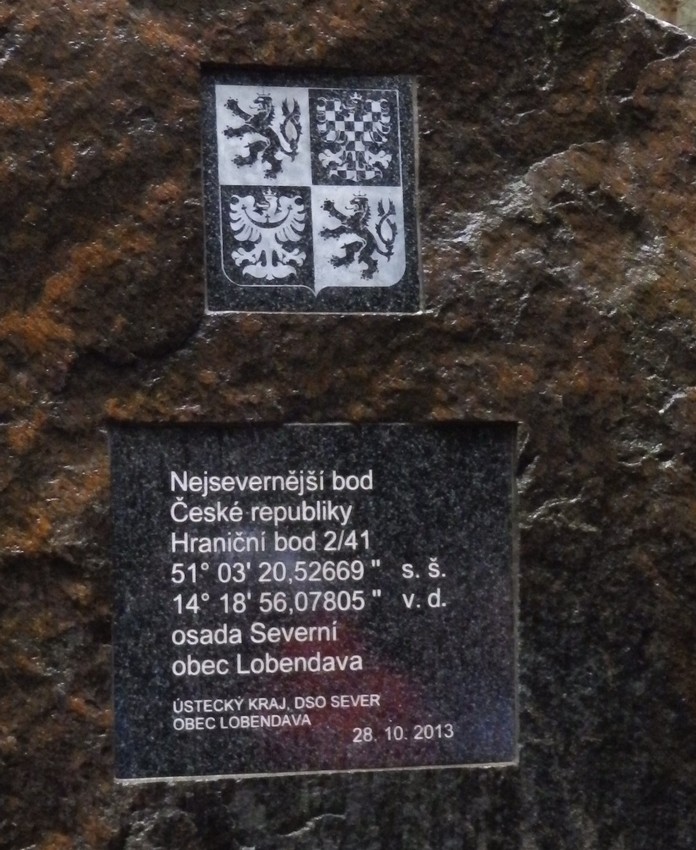 Nejsevernější bod
České republiky
Hraniční bod 2/41
51° 03' 20,52669 " s. š.
14° 18' 56,07805 " v. d.
osada Severní
obec Lobendava
ÚSTECKÝ KRAJ, DSO SEVER
OBEC LOBENDAVA
28. 10. 2013